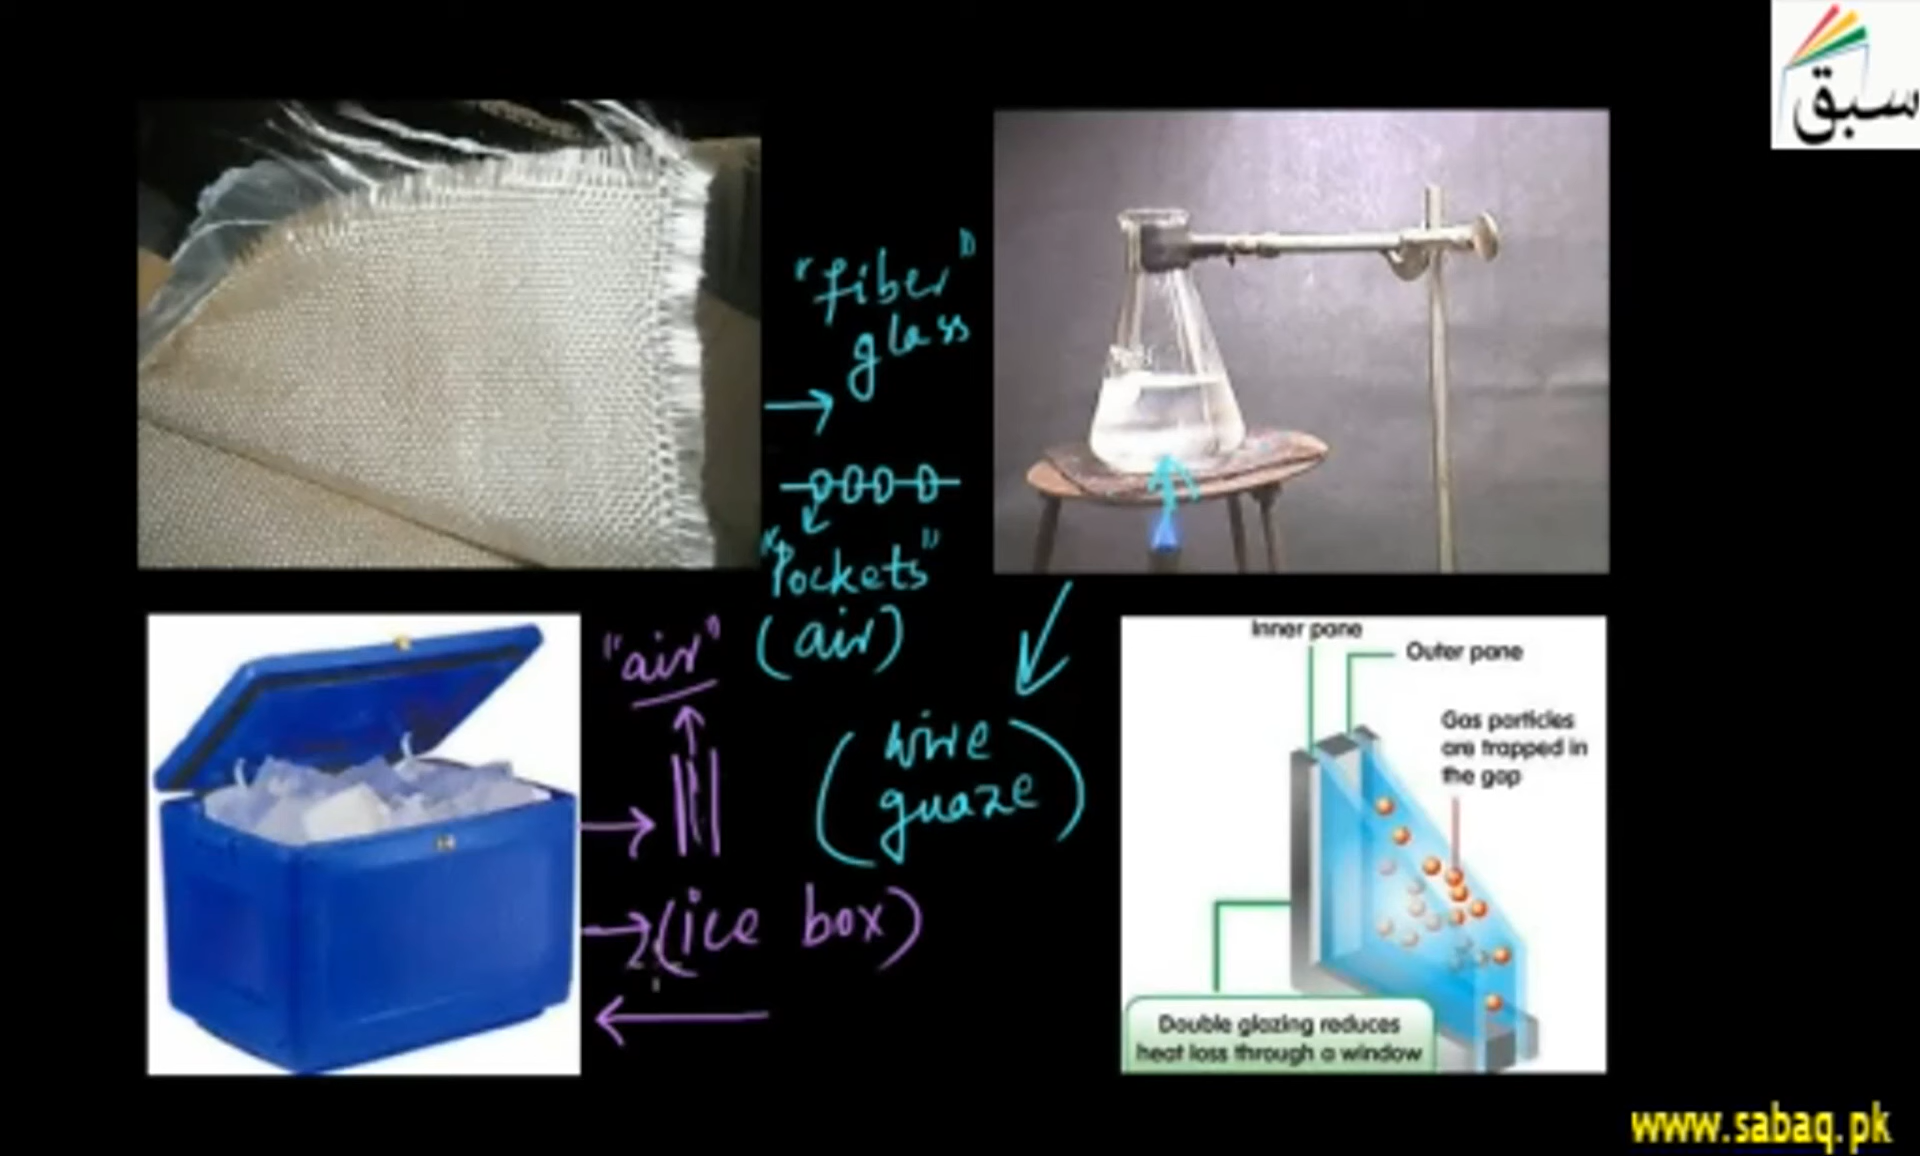 سبق
"fiber"
glass
"Pockets"
(air)
"air"
(wire
guaze)
(ice box)
Inner pane
Outer pane
Gas particles
are trapped in
the gap
Double glazing reduces
heat loss through a window
www.sabaq.pk